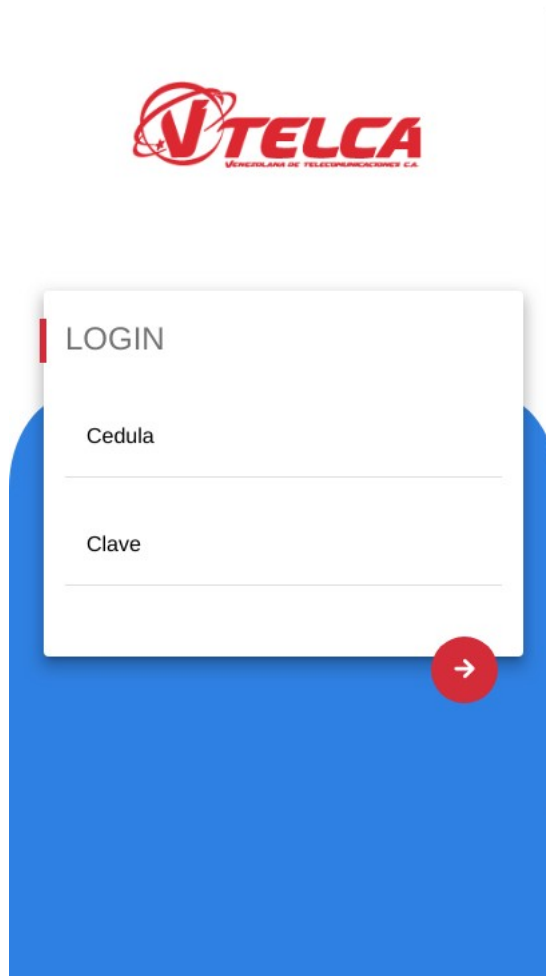 VTELCA
VENEZOLANA DE TELECOMUNICACIONES C.A.
LOGIN
Cedula
Clave